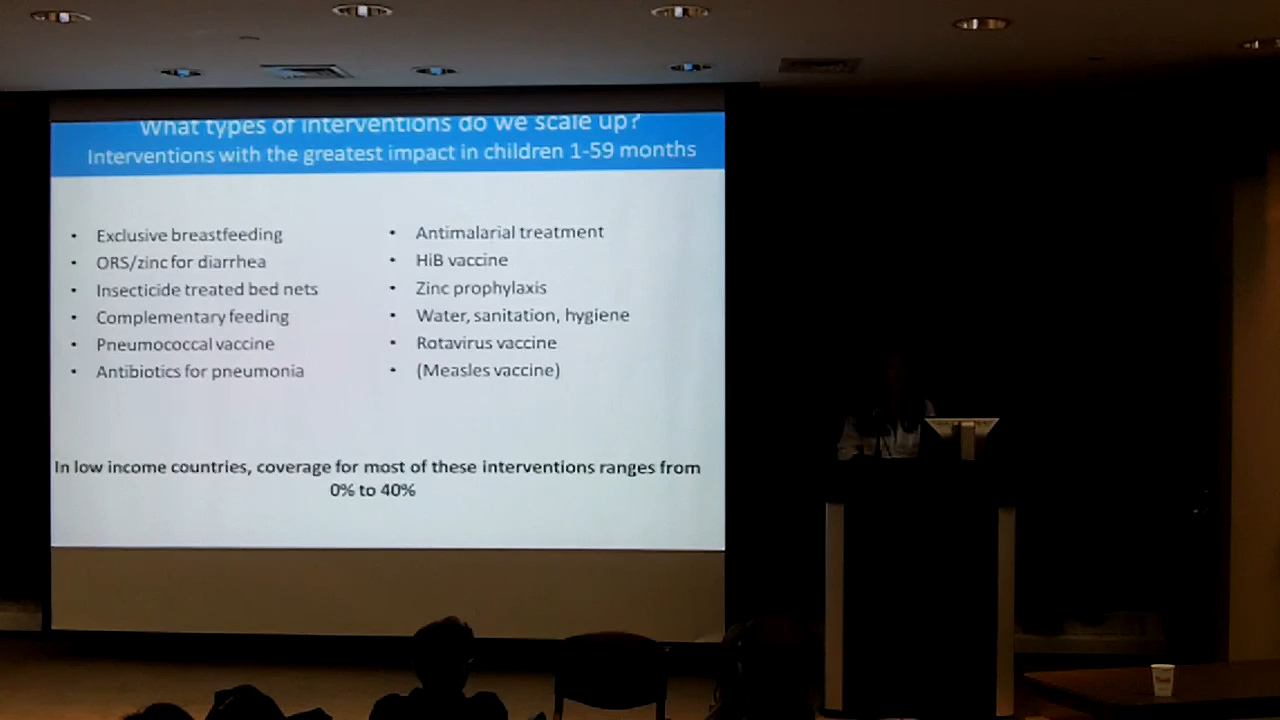 What types of interventions do we scale up?
Interventions with the greatest impact in children 1-59 months
• Exclusive breastfeeding
• ORS/zinc for diarrhea
• Insecticide treated bed nets
• Complementary feeding
• Pneumococcal vaccine
• Antibiotics for pneumonia
• Antimalarial treatment
• HiB vaccine
• Zinc prophylaxis
• Water, sanitation, hygiene
• Rotavirus vaccine
• (Measles vaccine)
In low income countries, coverage for most of these interventions ranges from
0% to 40%